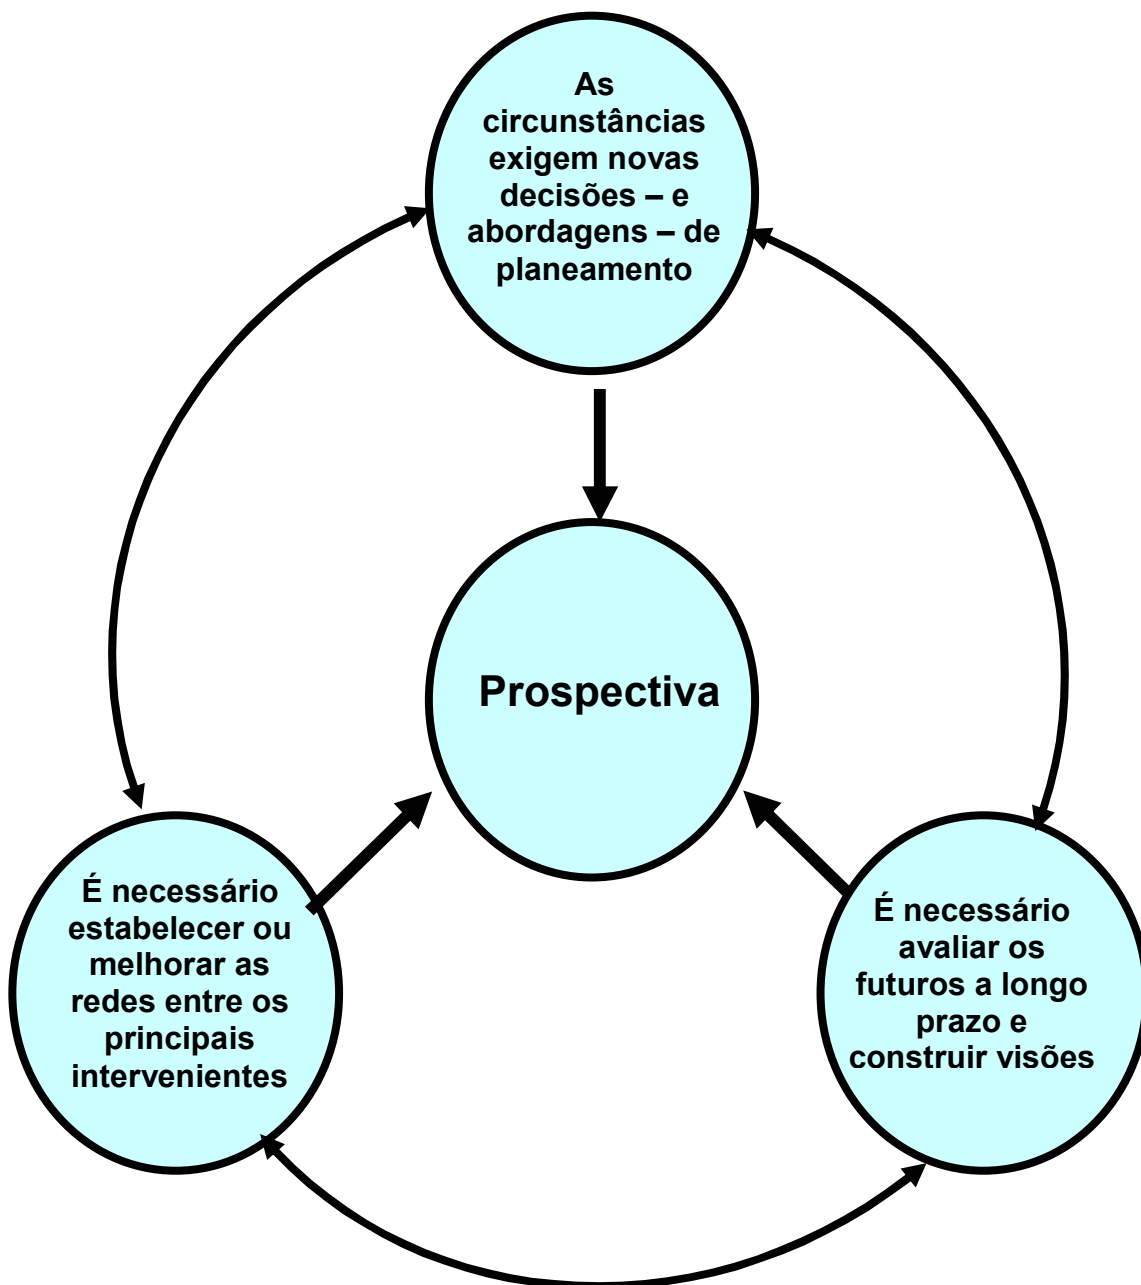 As
circunstâncias
exigem novas
decisões – e
abordagens – de
planeamento
Prospectiva
É necessário
estabelecer ou
melhorar as
redes entre os
principais
intervenientes
É necessário
avaliar os
futuros a longo
prazo e
construir visões